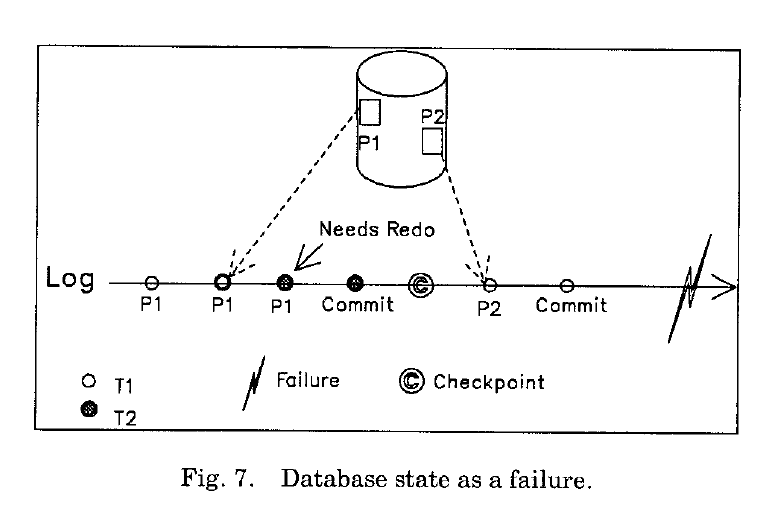 P1
P2
Needs Redo
Log
P1 P1 P1 Commit C P2 Commit
T1 Failure C Checkpoint
T2
Fig. 7. Database state as a failure.